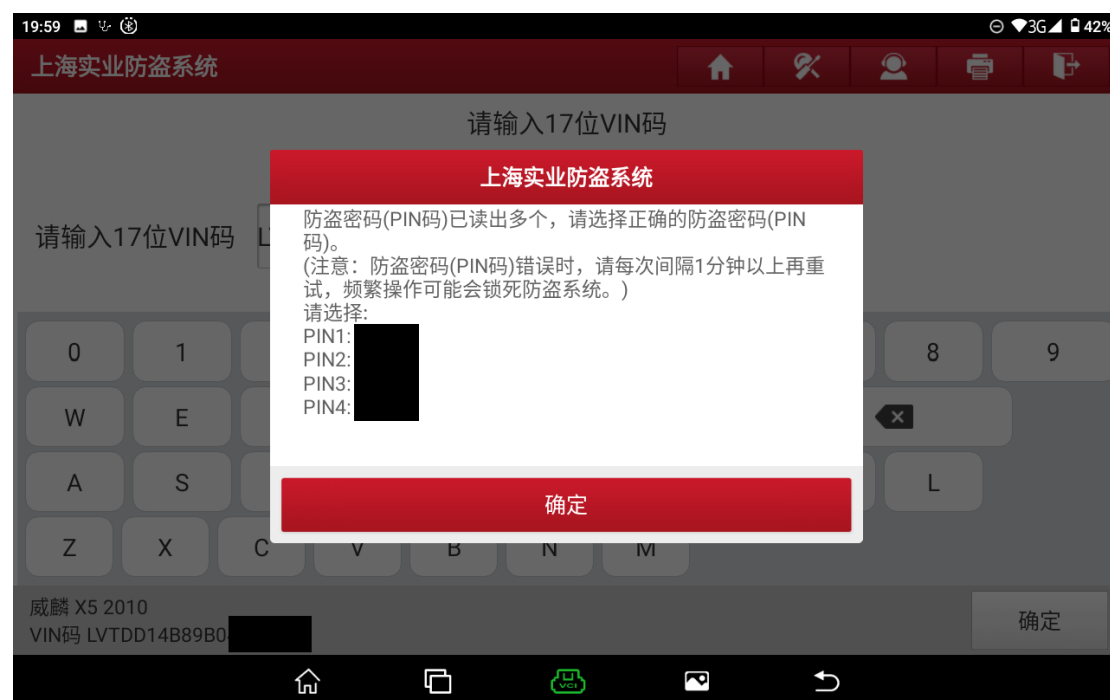 19:59 3G 42%
上海实业防盗系统
请输入17位VIN码
上海实业防盗系统
请输入17位VIN码 L
防盗密码(PIN码)已读出多个，请选择正确的防盗密码(PIN
码)。
(注意：防盗密码(PIN码)错误时，请每次间隔1分钟以上再重
试，频繁操作可能会锁死防盗系统。)
请选择:
PIN1:
PIN2:
PIN3:
PIN4:
确定
0 1 8 9
W E
A S L
Z X C V B N M
威麟 X5 2010
VIN码 LVTDD14B89B0
确定
VCI